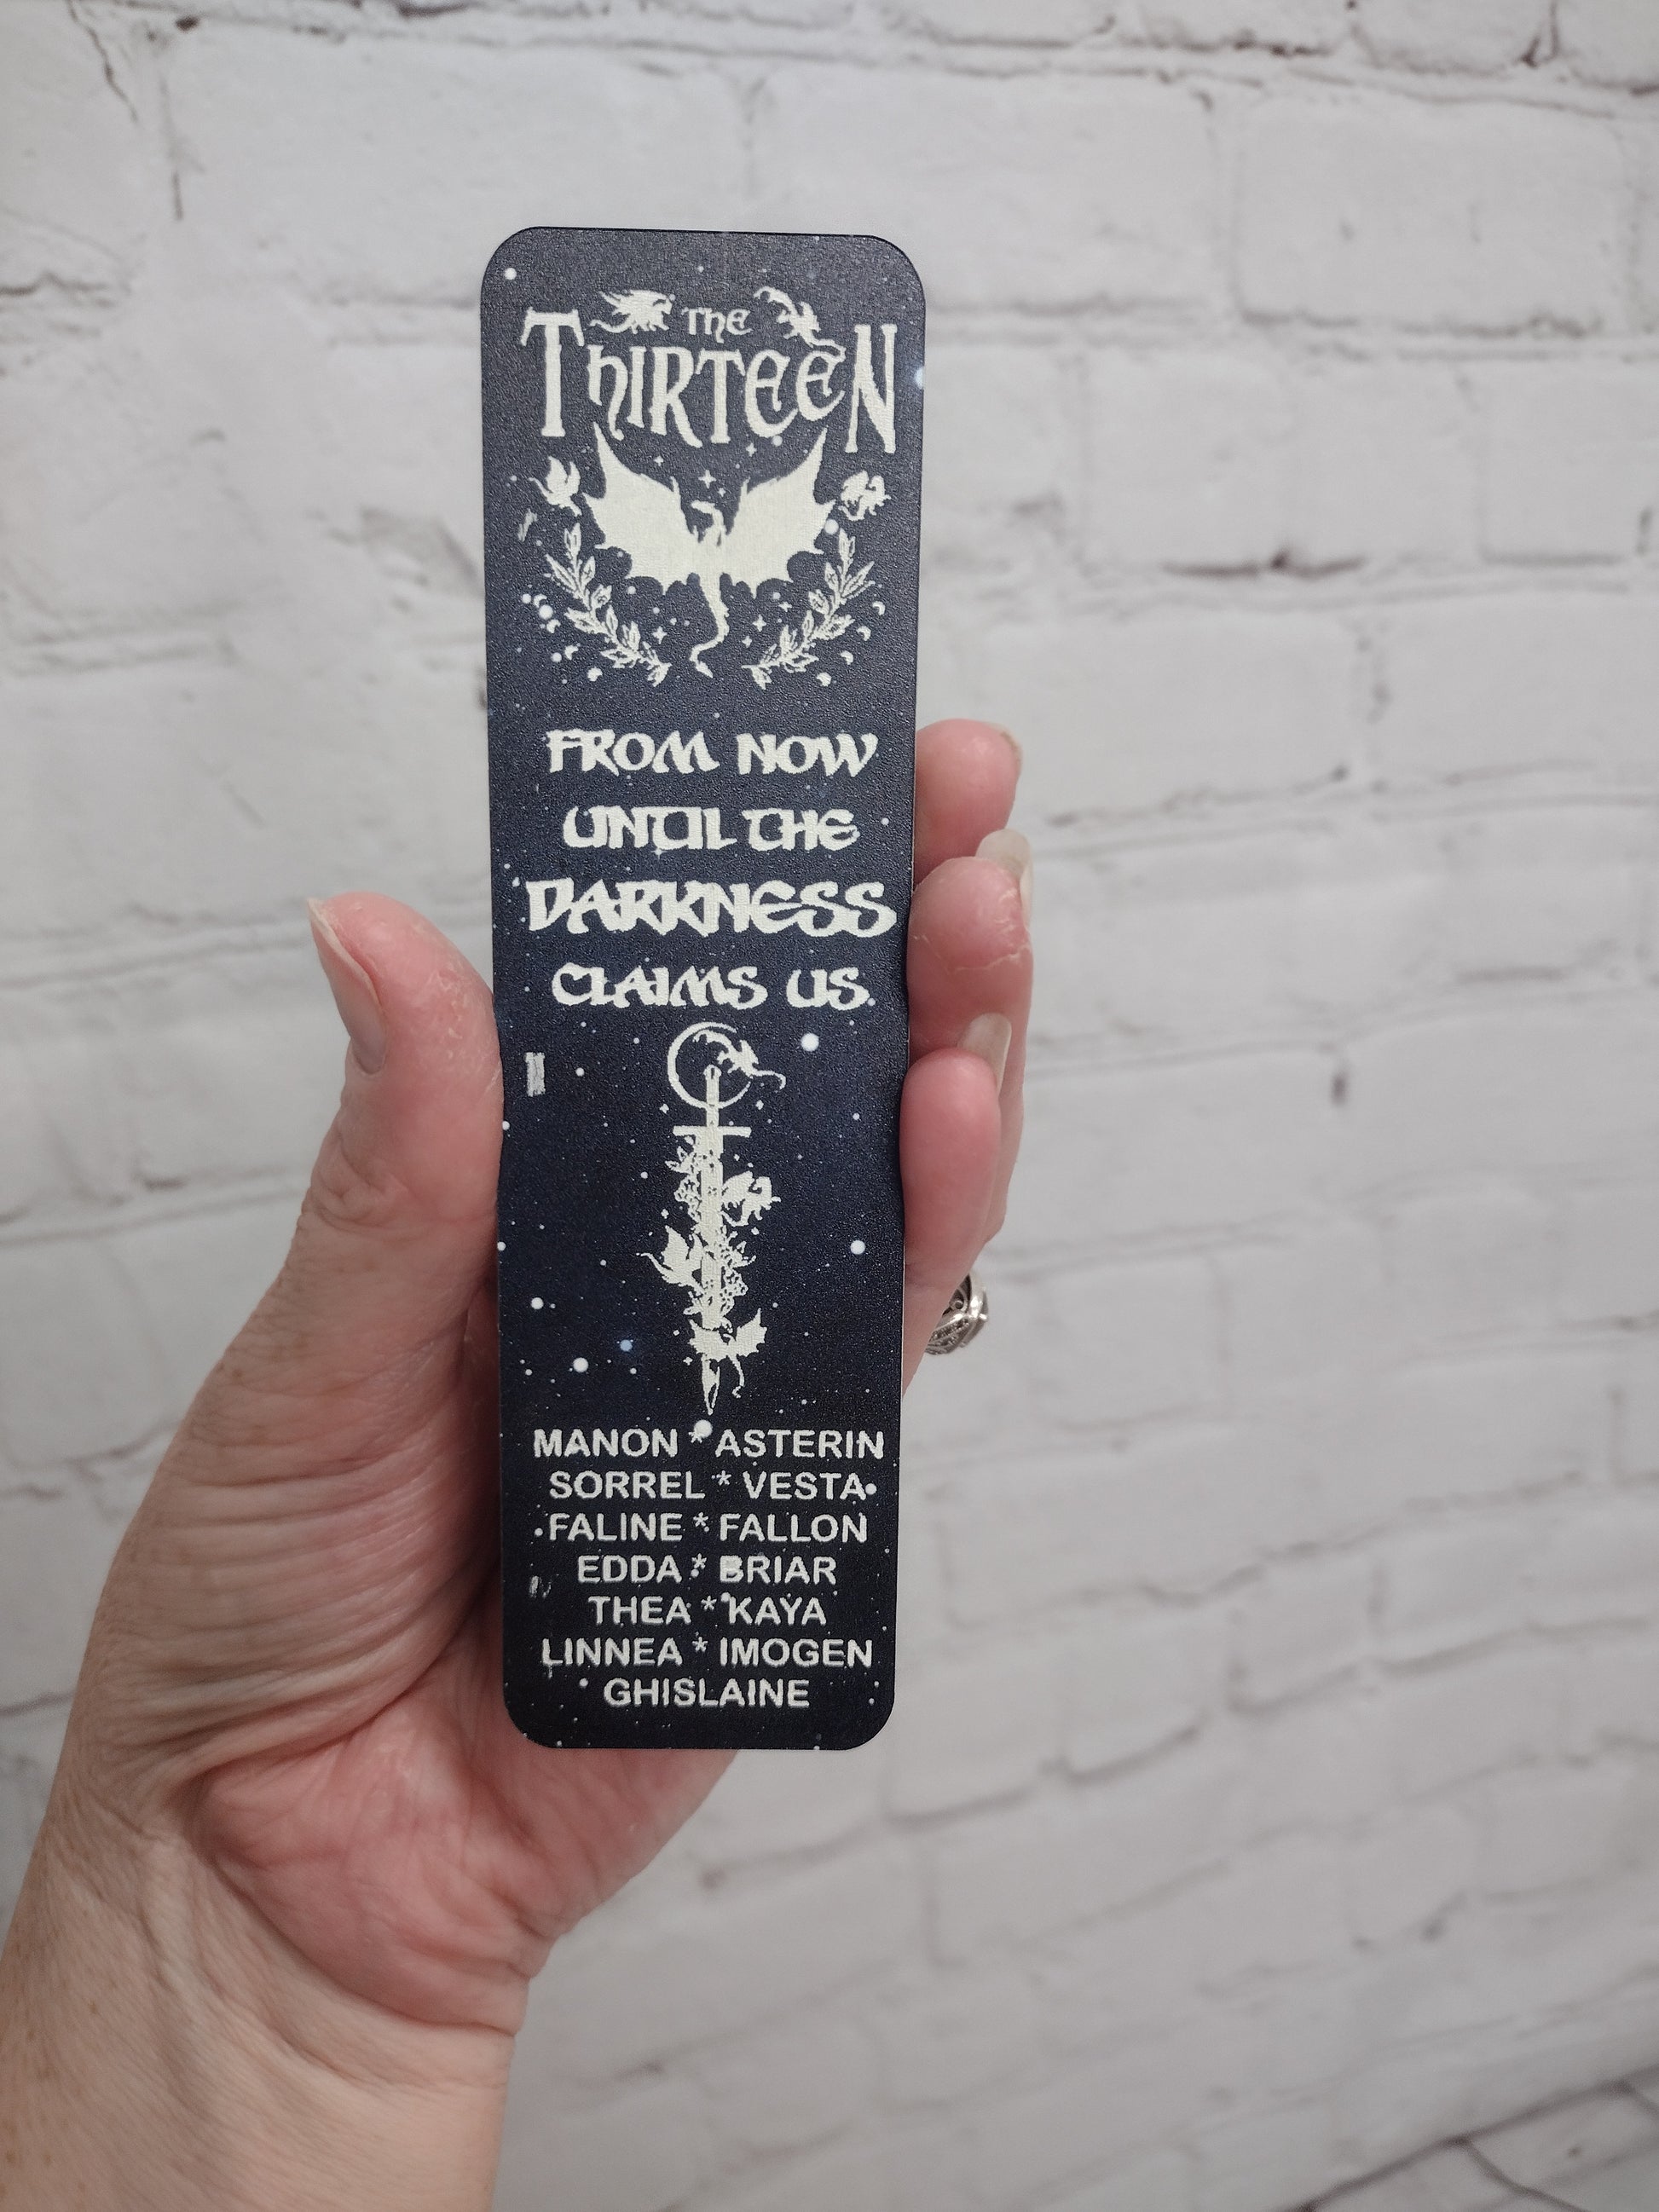 THE
THIRTEEN
FROM NOW
UNTIL THE
DARKNESS
CLAIMS US.
MANON * ASTERIN
SORREL * VESTA
FALINE * FALLON
EDDA * BRIAR
THEA * KAYA
LINNEA * IMOGEN
GHISLAINE